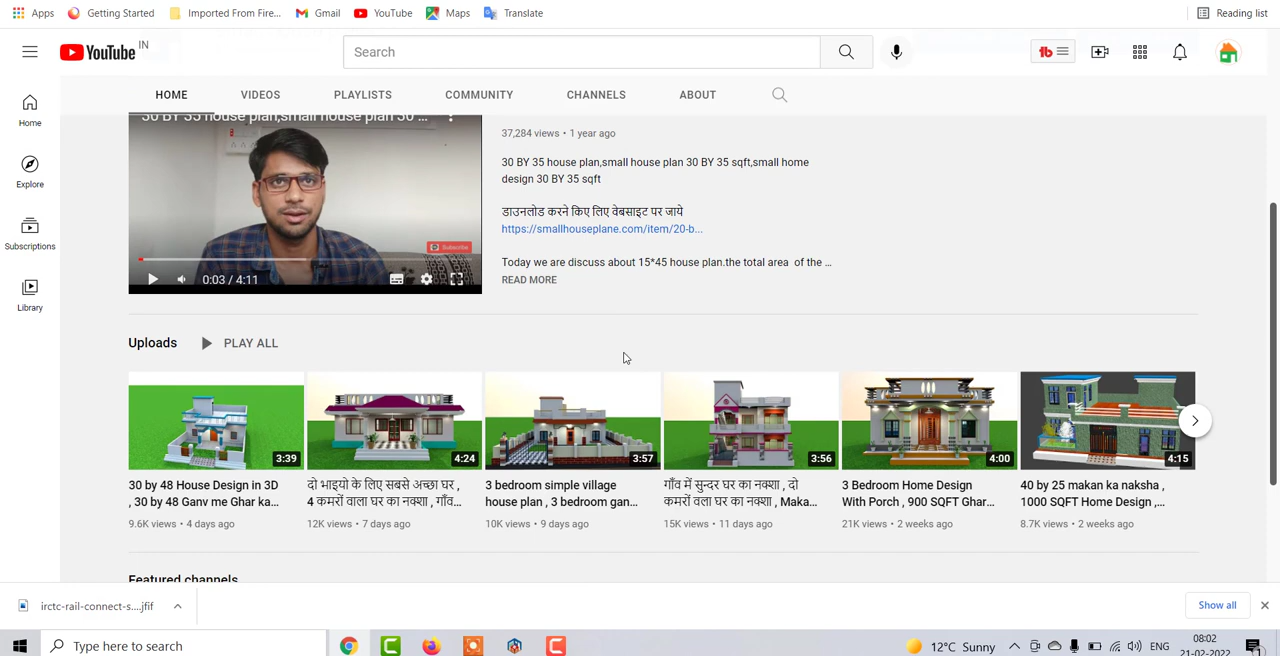 Apps Getting Started Imported From Fire... Gmail YouTube Maps Translate Reading list
YouTube IN Search
HOME VIDEOS PLAYLISTS COMMUNITY CHANNELS ABOUT
Home
Explore
Subscriptions
Library
30 BY 35 house plan,small house plan 30 ...
Subscribe
0:03 / 4:11
37,284 views • 1 year ago
30 BY 35 house plan,small house plan 30 BY 35 sqft,small home
design 30 BY 35 sqft
डाउनलोड करने किए लिए वेबसाइट पर जाये
https://smallhouseplane.com/item/20-b...
Today we are discuss about 15*45 house plan.the total area of the ...
READ MORE
Uploads PLAY ALL
3:39
30 by 48 House Design in 3D
, 30 by 48 Ganv me Ghar ka...
9.6K views • 4 days ago
4:24
दो भाइयो के लिए सबसे अच्छा घर ,
4 कमरों वाला घर का नक्शा , गाँव...
12K views • 7 days ago
3:57
3 bedroom simple village
house plan , 3 bedroom gan...
10K views • 9 days ago
3:56
गाँव में सुन्दर घर का नक्शा , दो
कमरों वला घर का नक्शा , Maka...
15K views • 11 days ago
4:00
3 Bedroom Home Design
With Porch , 900 SQFT Ghar...
21K views • 2 weeks ago
4:15
40 by 25 makan ka naksha ,
1000 SQFT Home Design ,...
8.7K views • 2 weeks ago
Featured channels
irctc-rail-connect-s....jfif Show all
Type here to search 12°C Sunny ENG
08:02
21-02-2022
1